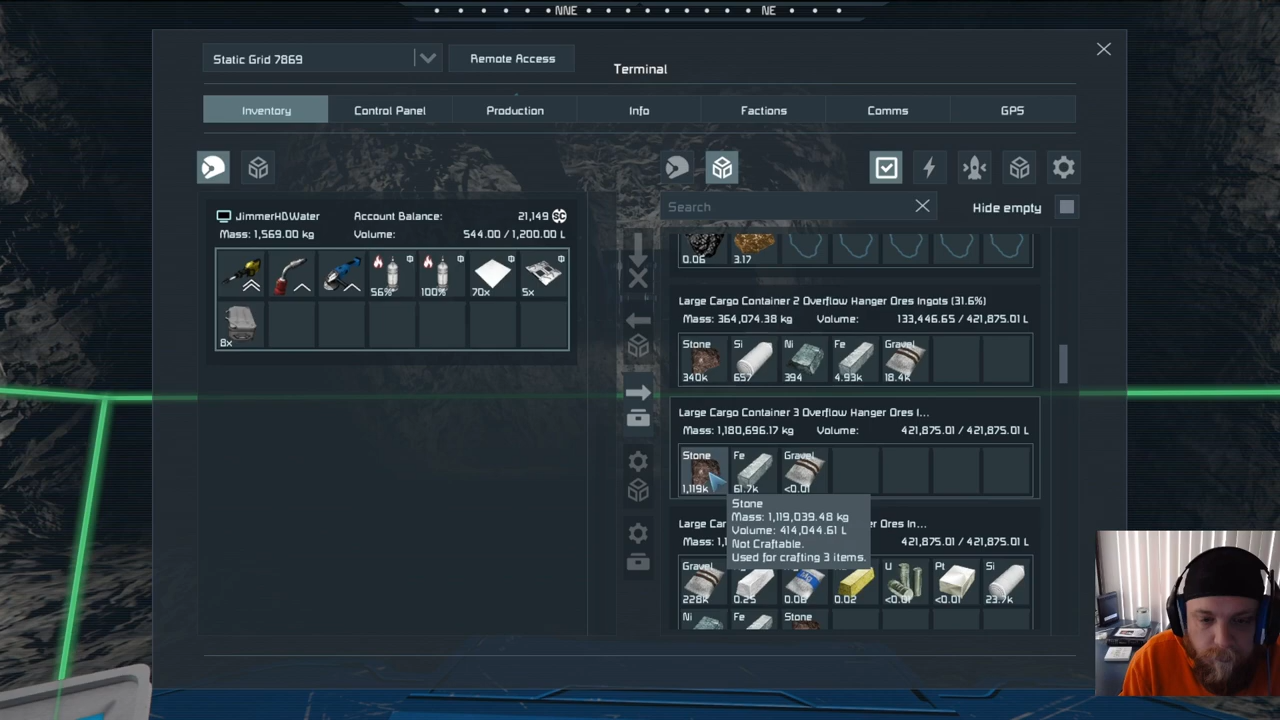 NNE NE
Static Grid 7869 Remote Access
Terminal
Inventory Control Panel Production Info Factions Comms GPS
Search Hide empty
JimmerHDWater Account Balance: 21,149 SC
Mass: 1,569.00 kg Volume: 544.00 / 1,200.00 L
56% 100% 70x 5x
8x
0.06 3.17
Large Cargo Container 2 Overflow Hanger Ores Ingots (31.6%)
Mass: 364,074.38 kg Volume: 133,446.65 / 421,875.01 L
Stone Si Ni Fe Gravel
340k 657 394 4.93k 18.4k
Large Cargo Container 3 Overflow Hanger Ores I...
Mass: 1,180,696.17 kg Volume: 421,875.01 / 421,875.01 L
Stone Fe Gravel
1,119k 61.7k <0.01
Stone
Mass: 1,119,039.48 kg
Volume: 414,044.61 L
Not Craftable.
Used for crafting 3 items.
Large Car Ores In...
Mass: 1,1 421,875.01 / 421,875.01 L
Gravel U Pt Si
228k 0.25 0.06 0.02 <0.01 <0.01 23.7k
Ni Fe Stone